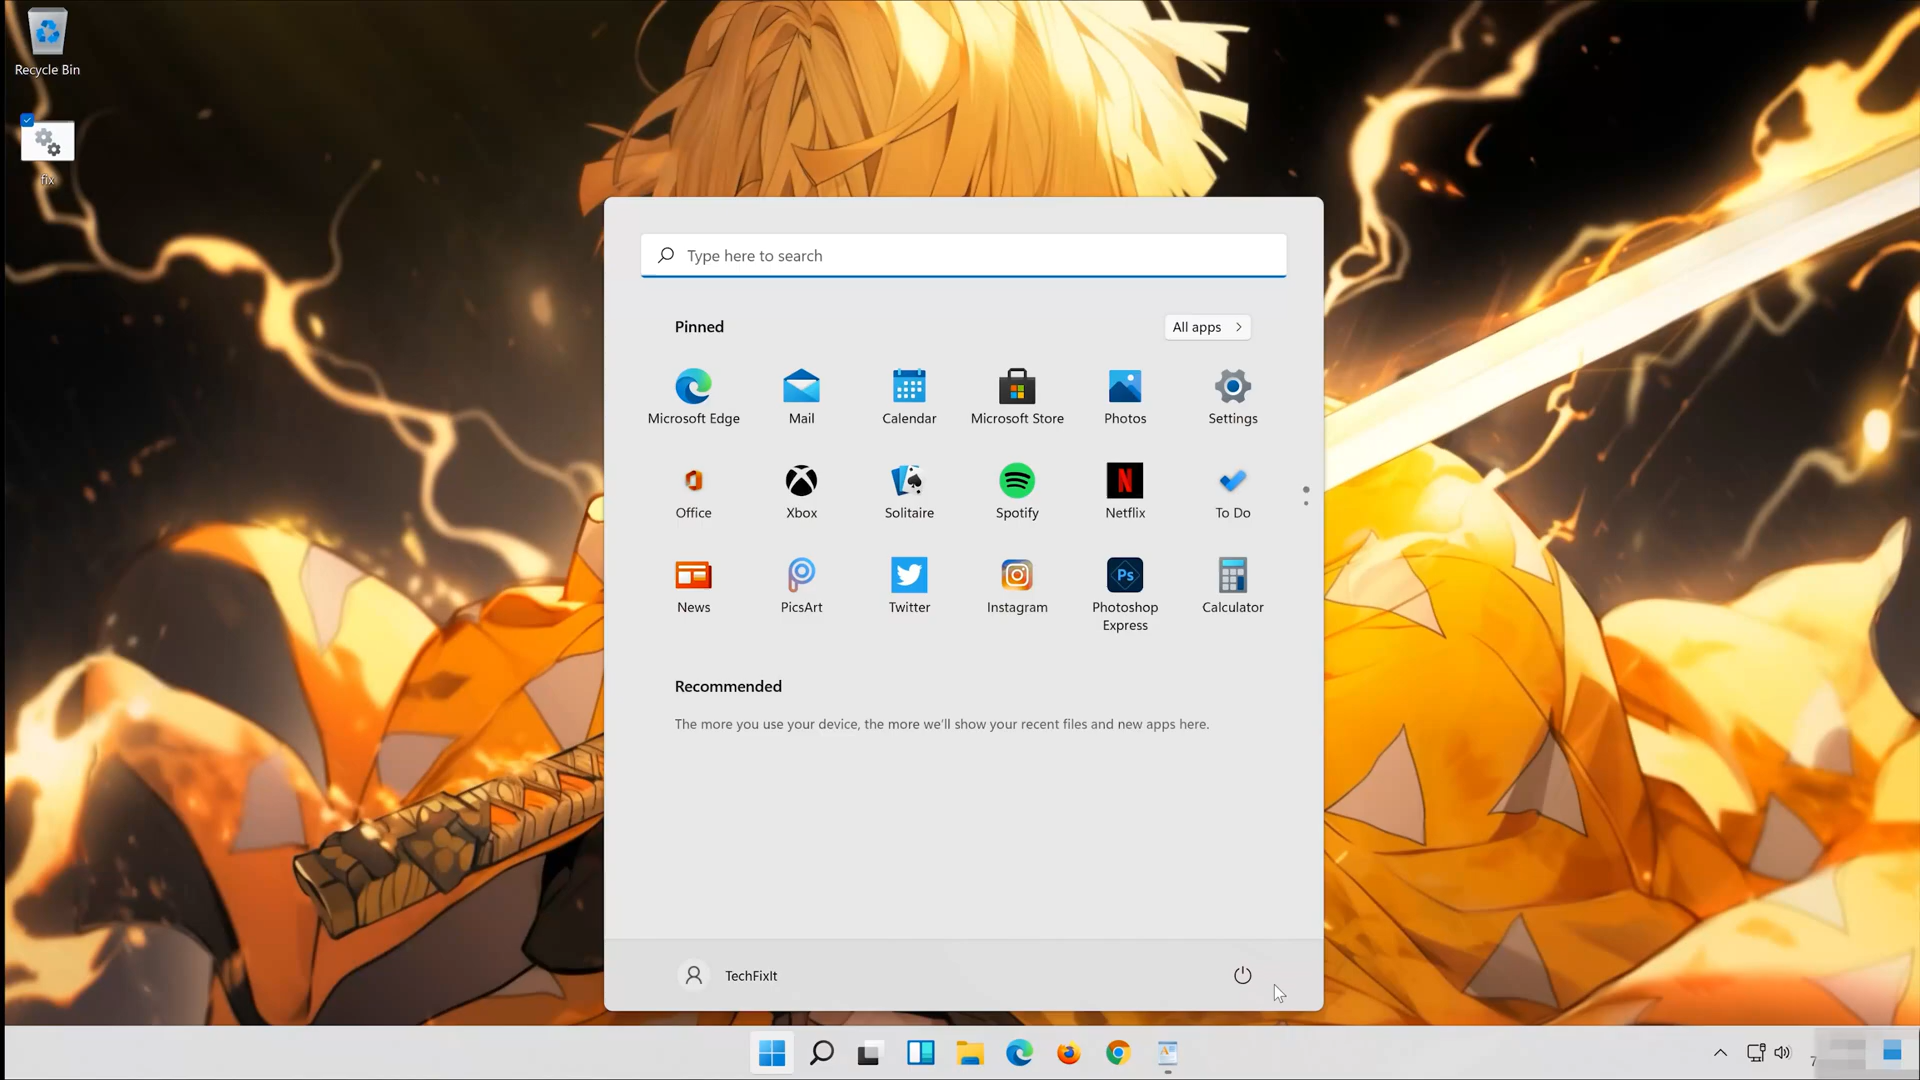 Recycle Bin
fix
Type here to search
Pinned
All apps
Microsoft Edge
Mail
Calendar
Microsoft Store
Photos
Settings
Office
Xbox
Solitaire
Spotify
Netflix
To Do
News
PicsArt
Twitter
Instagram
Ps
Photoshop
Express
Calculator
Recommended
The more you use your device, the more we'll show your recent files and new apps here.
TechFixIt